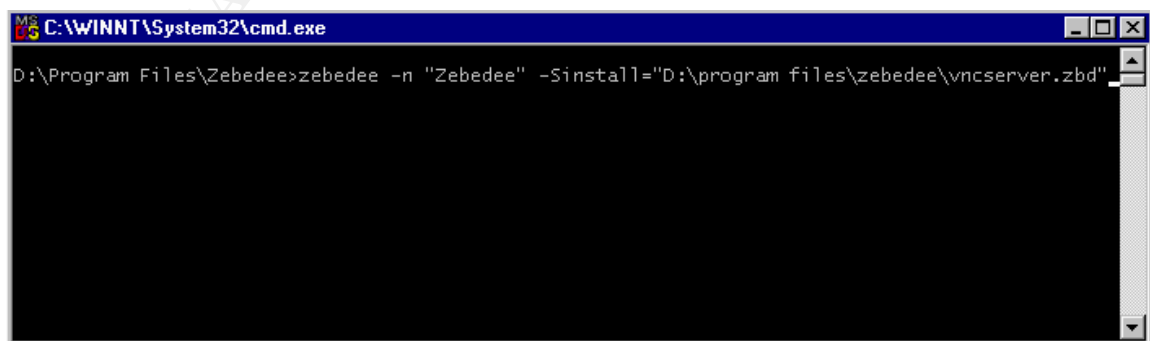 C:\WINNT\System32\cmd.exe
D:\Program Files\Zebedee>zebedee -n "Zebedee" -Sinstall="D:\program files\zebedee\vncserver.zbd"